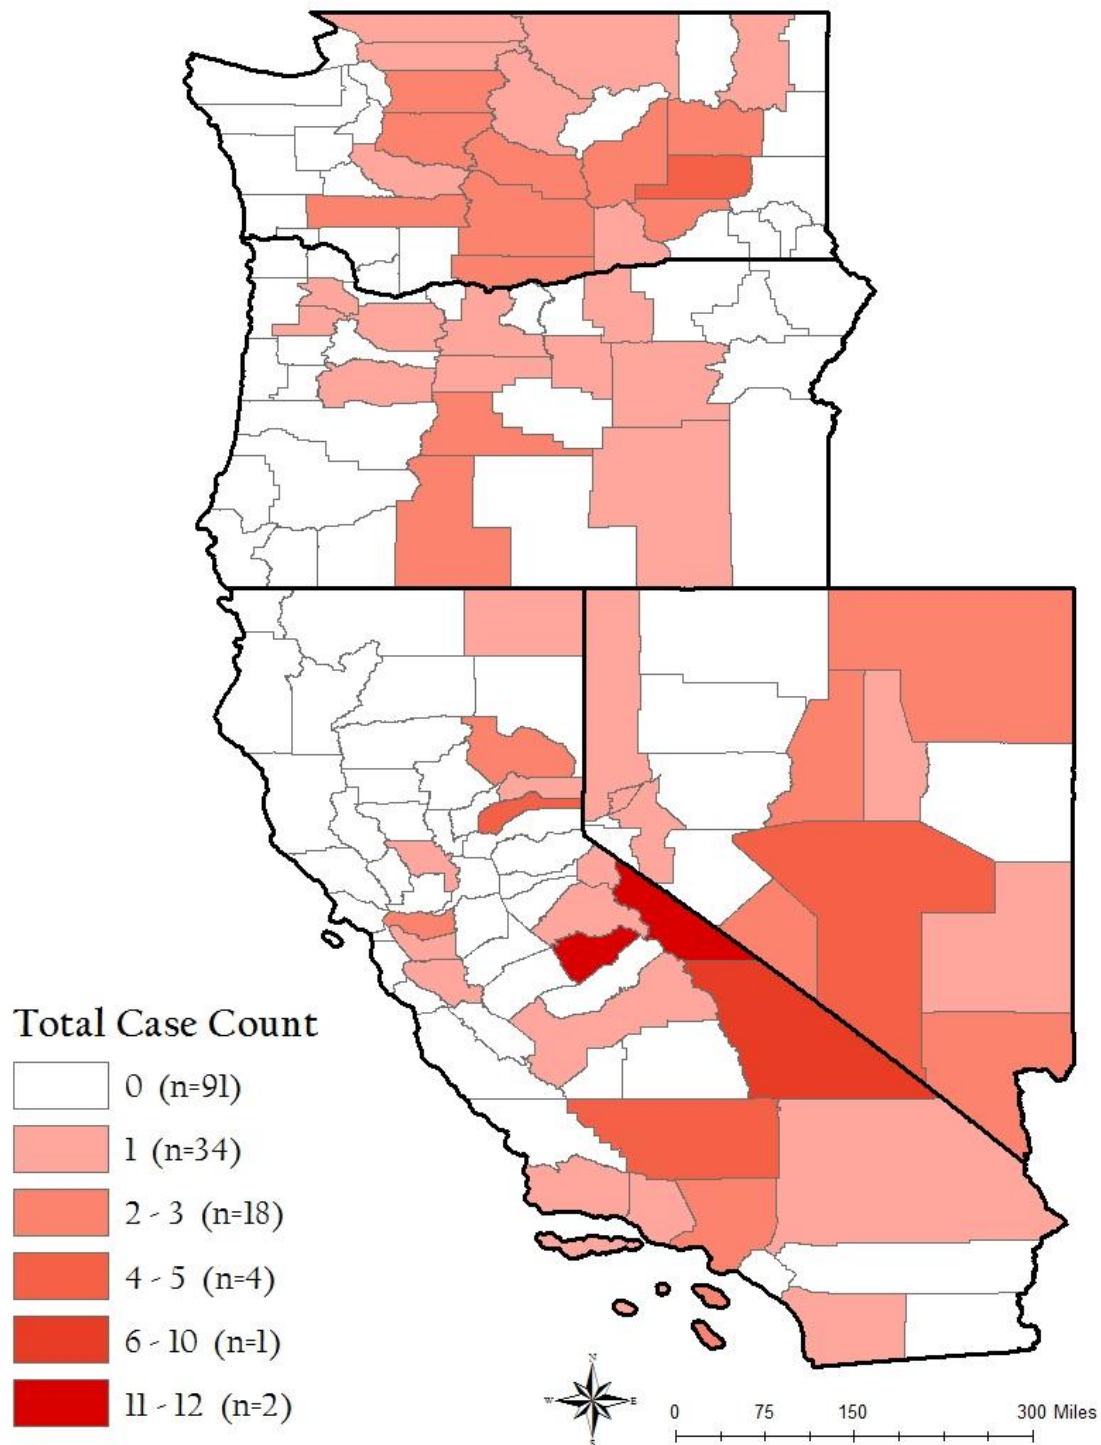 Total Case Count
0 (n=91)
1 (n=34)
2 - 3 (n=18)
4 - 5 (n=4)
6 - 10 (n=1)
11 - 12 (n=2)
N
W E
S
0 75 150 300 Miles